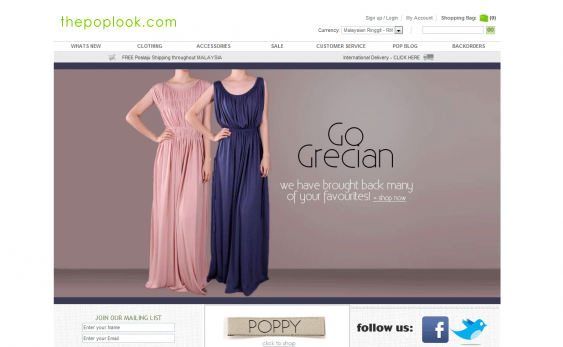 thepoplook.com
Sign up / Login | My Account | Shopping Bag: (0)
Currency: Malaysian Ringgit - RM
GO
WHATS NEW CLOTHING ACCESSORIES SALE CUSTOMER SERVICE POP BLOG BACKORDERS
FREE Poslaju Shipping throughout MALAYSIA International Delivery - CLICK HERE
Go
Grecian
we have brought back many
of your favourites! + shop now
JOIN OUR MAILING LIST
Enter your Name
Enter your Email
POPPY
click to shop
follow us:
f